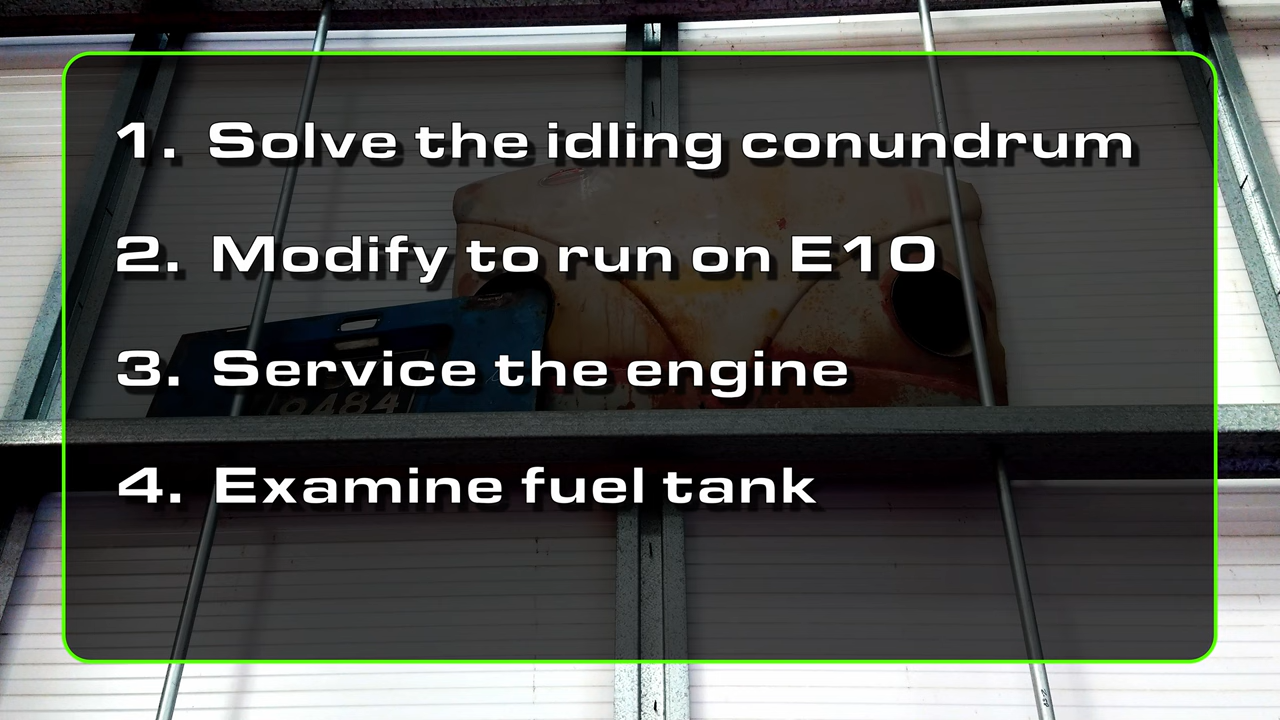 1. Solve the idling conundrum
2. Modify to run on E10
3. Service the engine
8484
4. Examine fuel tank